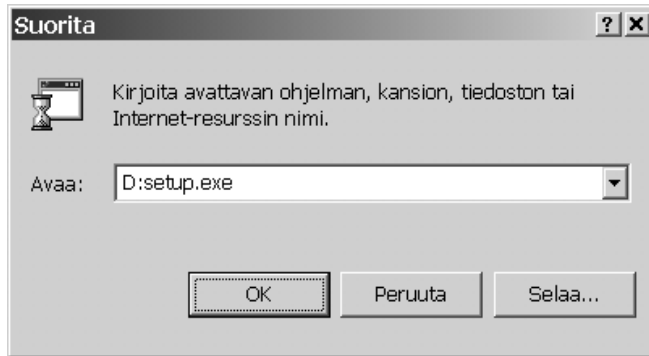 Suorita
Kirjoita avattavan ohjelman, kansion, tiedoston tai
Internet-resurssin nimi.
Avaa: D:setup.exe
OK Peruuta Selaa...